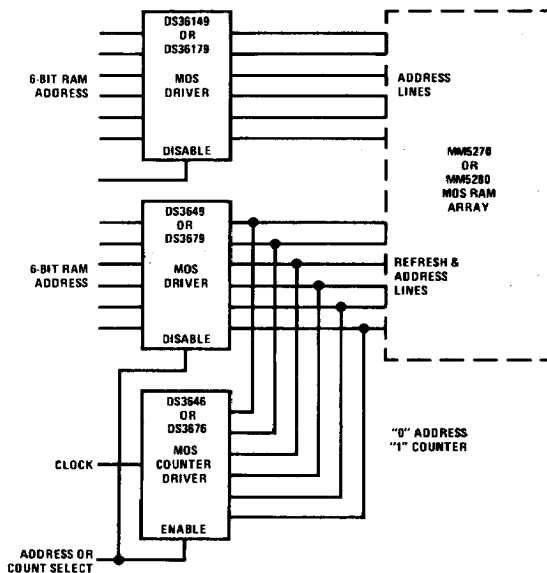 DS36149
OR
DS36179
MOS
DRIVER
DISABLE
6-BIT RAM
ADDRESS
ADDRESS
LINES
MM5270
OR
MM5280
MOS RAM
ARRAY
DS3649
OR
DS3679
MOS
DRIVER
DISABLE
6-BIT RAM
ADDRESS
REFRESH &
ADDRESS
LINES
DS3646
OR
DS3676
MOS
COUNTER
DRIVER
ENABLE
CLOCK
"0" ADDRESS
"1" COUNTER
ADDRESS OR
COUNT SELECT